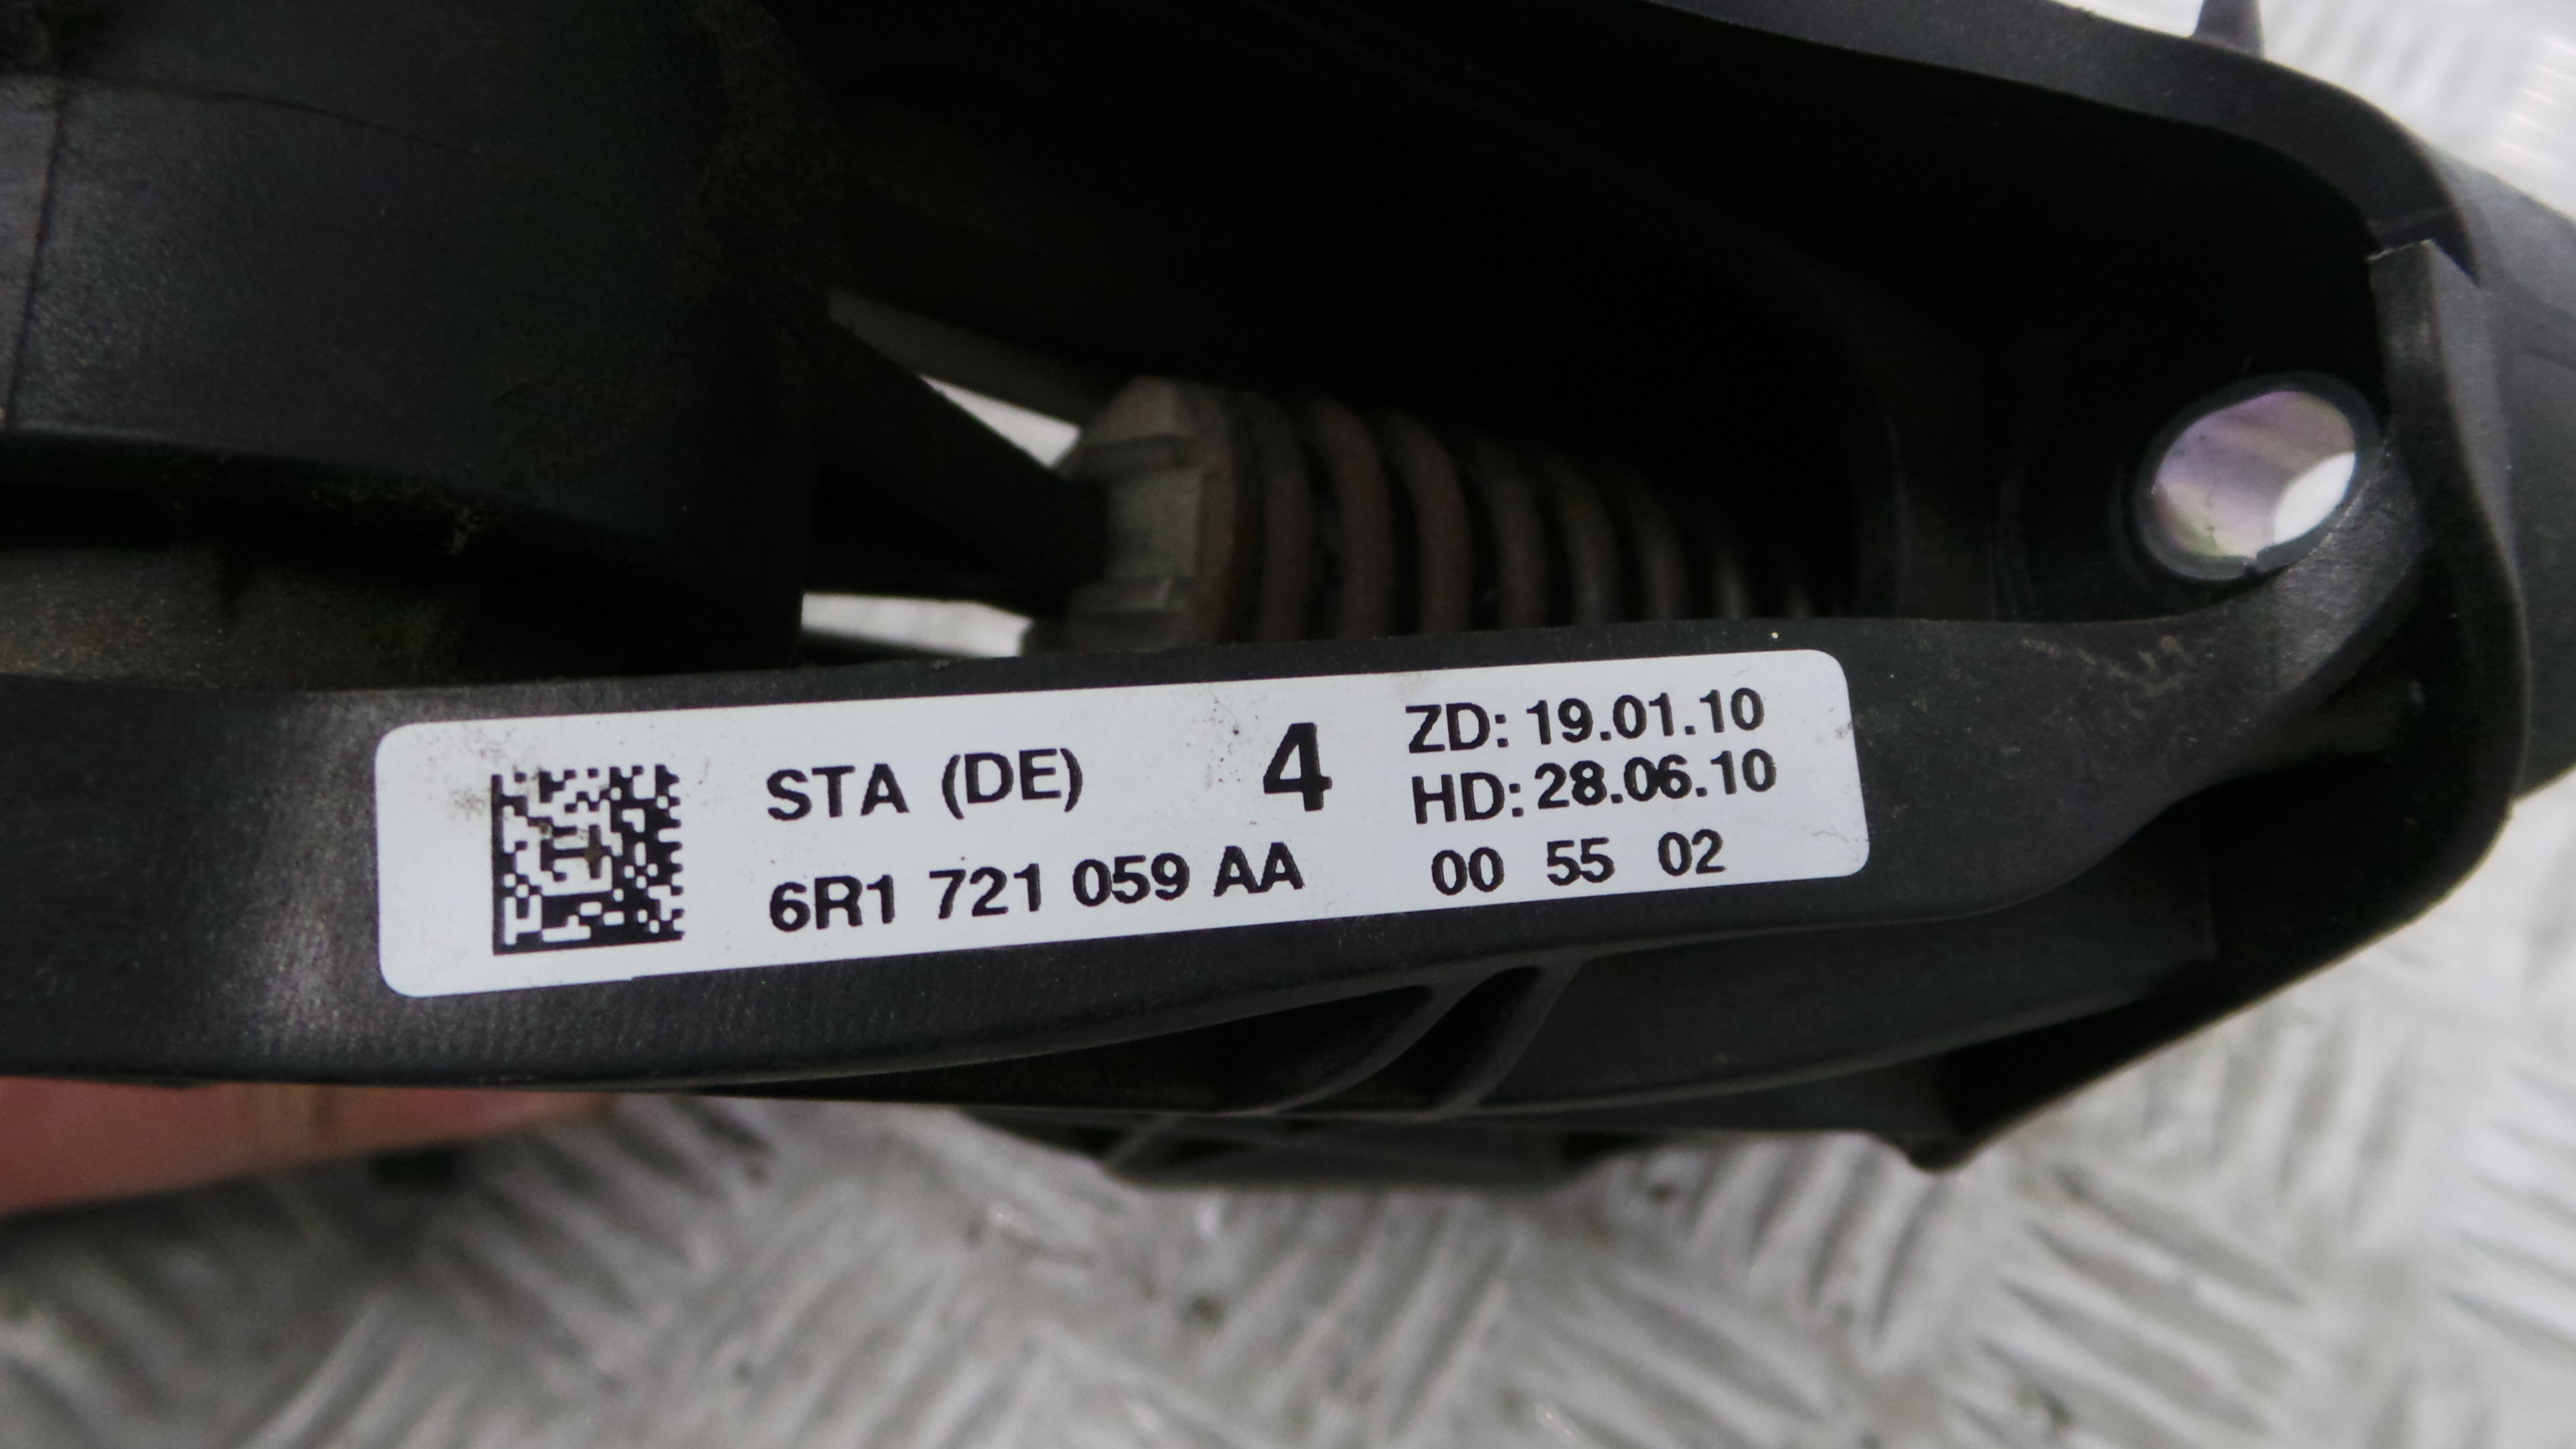 STA (DE) 4 ZD: 19.01.10
HD: 28.06.10
6R1 721 059 AA 00 55 02